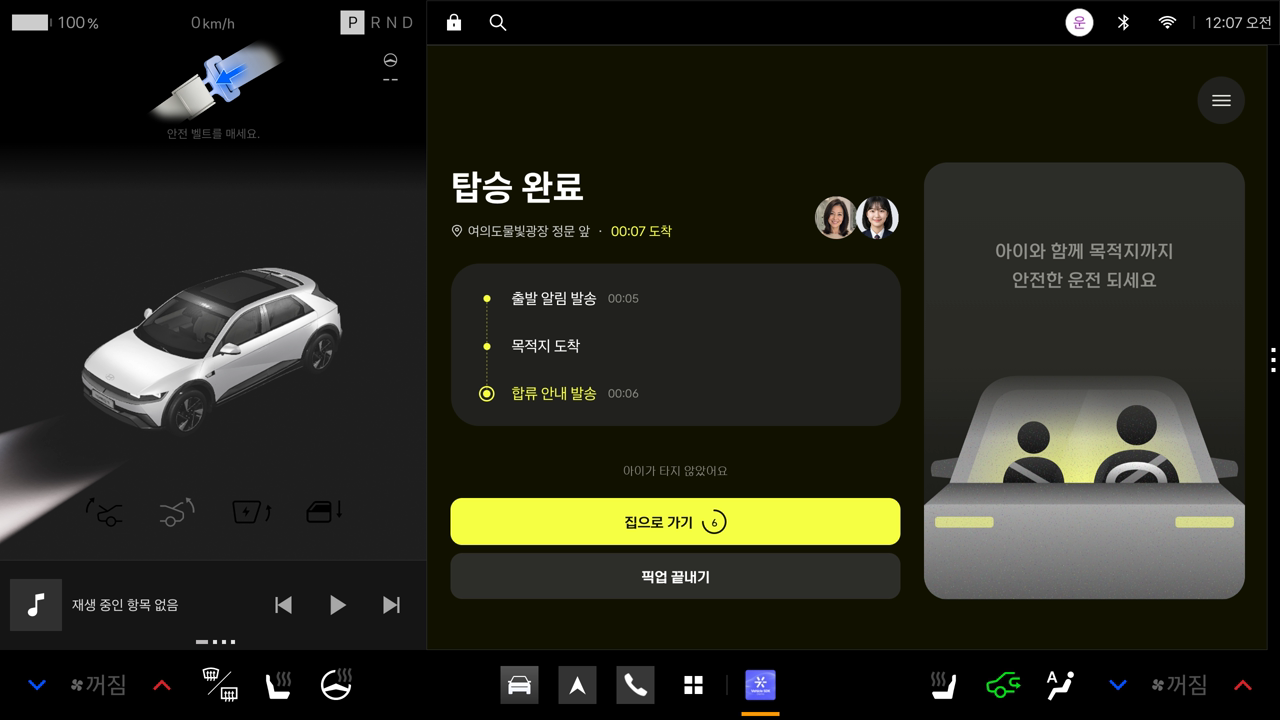 100 %
0 km/h
P R N D
운
12:07 오전
--
안전 벨트를 매세요.
탑승 완료
여의도물빛광장 정문 앞 · 00:07 도착
출발 알림 발송 00:05
목적지 도착
합류 안내 발송 00:06
아이가 타지 않았어요
집으로 가기 6
픽업 끝내기
아이와 함께 목적지까지
안전한 운전 되세요
재생 중인 항목 없음
꺼짐
A
꺼짐